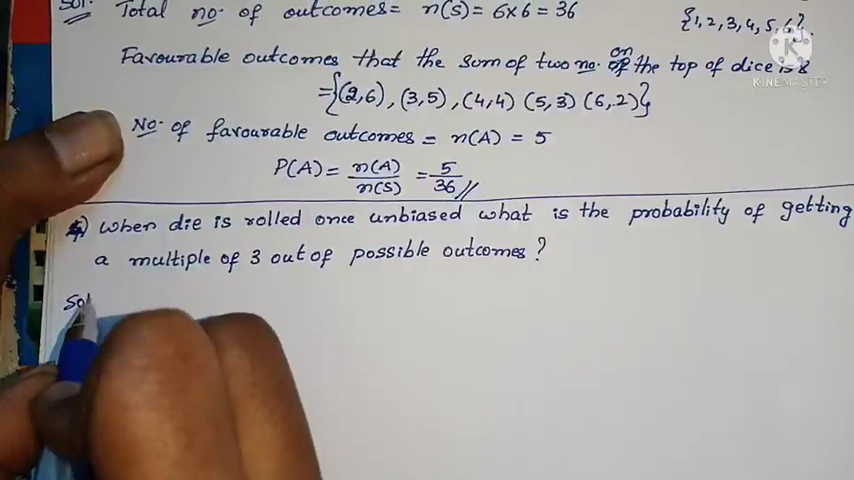 Sol:- Total no. of outcomes = n(S) = 6x6 = 36
{1,2,3,4,5,6}.
Favourable outcomes that the sum of two no. on the top of dice is 8
={(2,6), (3,5), (4,4) (5,3) (6,2)}
No. of favourable outcomes = n(A) = 5
P(A) = n(A)/n(S) = 5/36 //
*) when die is rolled once unbiased what is the probability of getting
a multiple of 3 out of possible outcomes ?
Sol
K
KINEMASTER